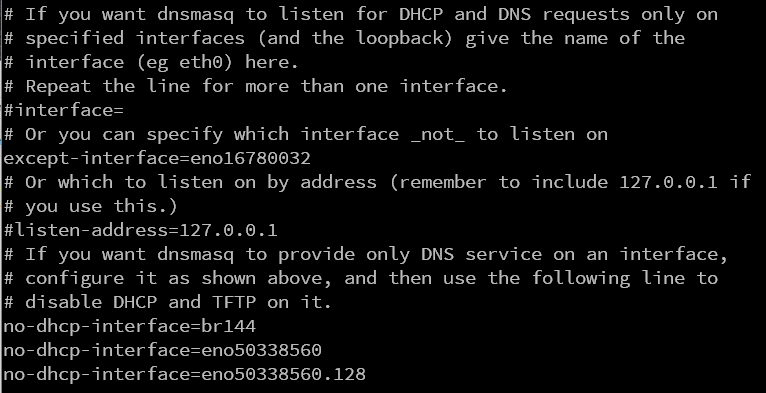 # If you want dnsmasq to listen for DHCP and DNS requests only on
# specified interfaces (and the loopback) give the name of the
# interface (eg eth0) here.
# Repeat the line for more than one interface.
#interface=
# Or you can specify which interface _not_ to listen on
except-interface=eno16780032
# Or which to listen on by address (remember to include 127.0.0.1 if
# you use this.)
#listen-address=127.0.0.1
# If you want dnsmasq to provide only DNS service on an interface,
# configure it as shown above, and then use the following line to
# disable DHCP and TFTP on it.
no-dhcp-interface=br144
no-dhcp-interface=eno50338560
no-dhcp-interface=eno50338560.128